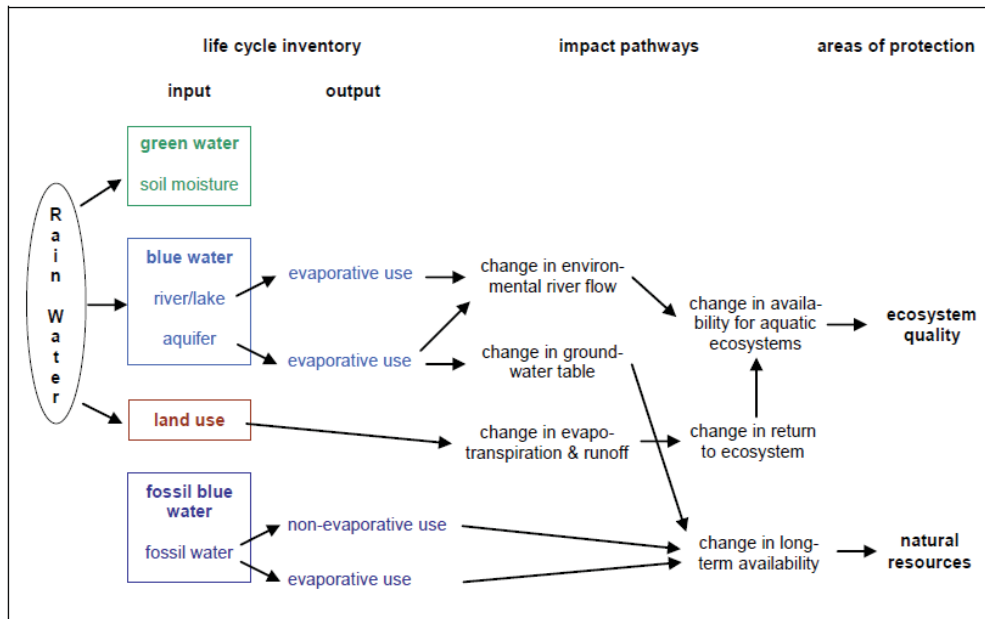 life cycle inventory
impact pathways
areas of protection
input
output
green water
soil moisture
Rain Water
blue water
river/lake
aquifer
evaporative use
evaporative use
change in environ-
mental river flow
change in ground-
water table
change in availa-
bility for aquatic
ecosystems
ecosystem
quality
land use
change in evapo-
transpiration & runoff
change in return
to ecosystem
fossil blue
water
fossil water
non-evaporative use
evaporative use
change in long-
term availability
natural
resources